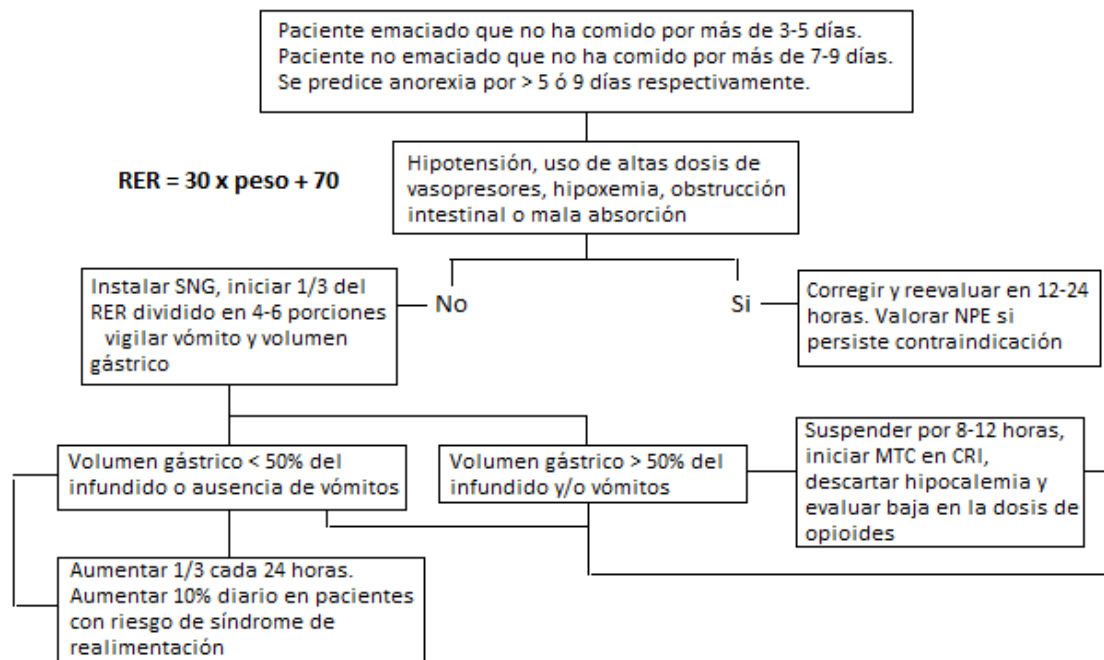 Paciente emaciado que no ha comido por más de 3-5 días.
Paciente no emaciado que no ha comido por más de 7-9 días.
Se predice anorexia por > 5 ó 9 días respectivamente.
RER = 30 x peso + 70
Hipotensión, uso de altas dosis de
vasopresores, hipoxemia, obstrucción
intestinal o mala absorción
Instalar SNG, iniciar 1/3 del
RER dividido en 4-6 porciones
vigilar vómito y volumen
gástrico
No
Si
Corregir y reevaluar en 12-24
horas. Valorar NPE si
persiste contraindicación
Volumen gástrico < 50% del
infundido o ausencia de vómitos
Volumen gástrico > 50% del
infundido y/o vómitos
Suspender por 8-12 horas,
iniciar MTC en CRI,
descartar hipocalemia y
evaluar baja en la dosis de
opioides
Aumentar 1/3 cada 24 horas.
Aumentar 10% diario en pacientes
con riesgo de síndrome de
realimentación